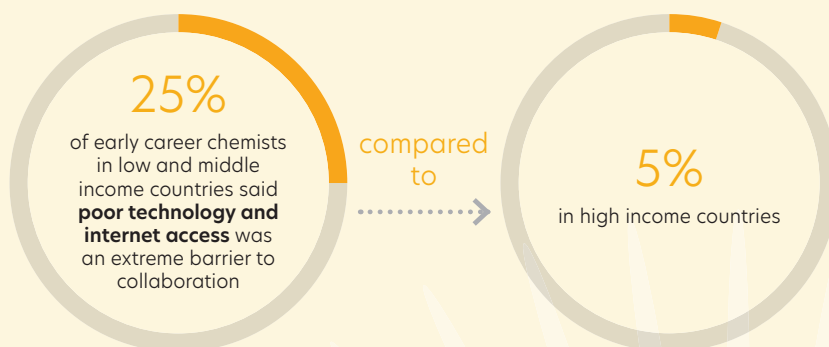 25%
of early career chemists
in low and middle
income countries said
poor technology and
internet access was
an extreme barrier to
collaboration
compared
to
5%
in high income countries